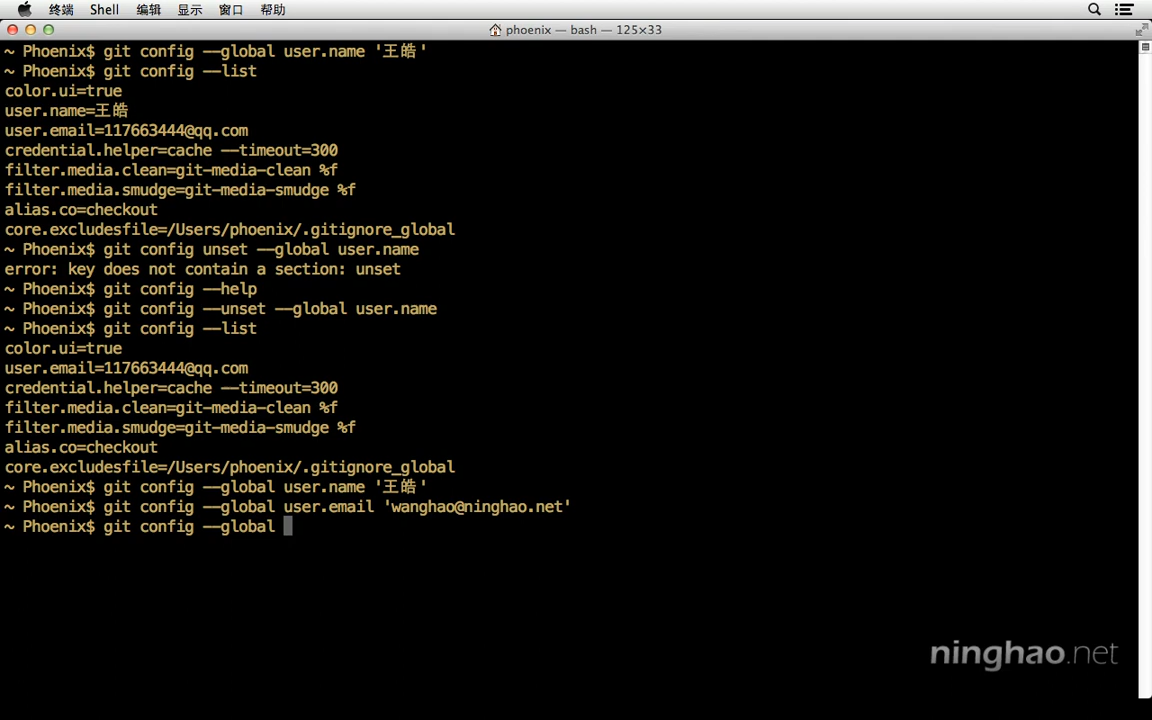 终端 Shell 编辑 显示 窗口 帮助
phoenix — bash — 125×33
~ Phoenix$ git config --global user.name '王皓'
~ Phoenix$ git config --list
color.ui=true
user.name=王皓
user.email=117663444@qq.com
credential.helper=cache --timeout=300
filter.media.clean=git-media-clean %f
filter.media.smudge=git-media-smudge %f
alias.co=checkout
core.excludesfile=/Users/phoenix/.gitignore_global
~ Phoenix$ git config unset --global user.name
error: key does not contain a section: unset
~ Phoenix$ git config --help
~ Phoenix$ git config --unset --global user.name
~ Phoenix$ git config --list
color.ui=true
user.email=117663444@qq.com
credential.helper=cache --timeout=300
filter.media.clean=git-media-clean %f
filter.media.smudge=git-media-smudge %f
alias.co=checkout
core.excludesfile=/Users/phoenix/.gitignore_global
~ Phoenix$ git config --global user.name '王皓'
~ Phoenix$ git config --global user.email 'wanghao@ninghao.net'
~ Phoenix$ git config --global
ninghao.net